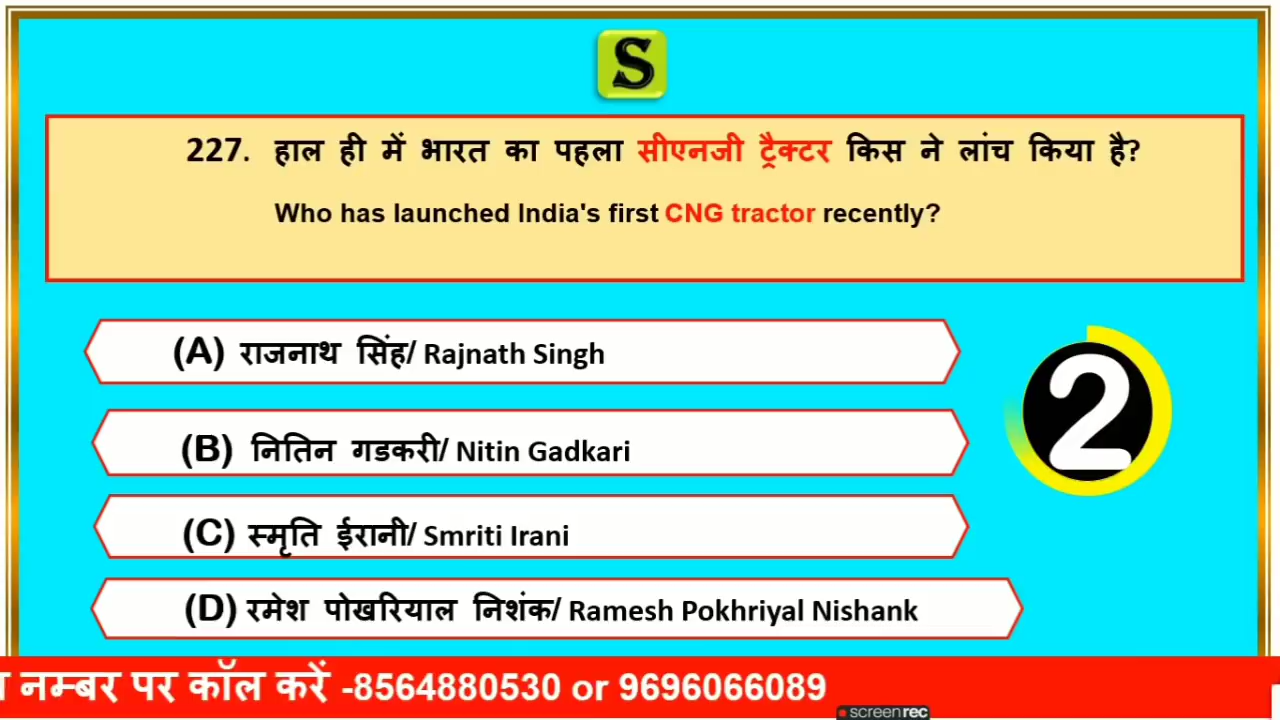 S
227. हाल ही में भारत का पहला सीएनजी ट्रैक्टर किस ने लांच किया है?
Who has launched India's first CNG tractor recently?
(A) राजनाथ सिंह/ Rajnath Singh
(B) नितिन गडकरी/ Nitin Gadkari
2
(C) स्मृति ईरानी/ Smriti Irani
(D) रमेश पोखरियाल निशंक/ Ramesh Pokhriyal Nishank
नम्बर पर कॉल करें -8564880530 or 9696066089
screenrec